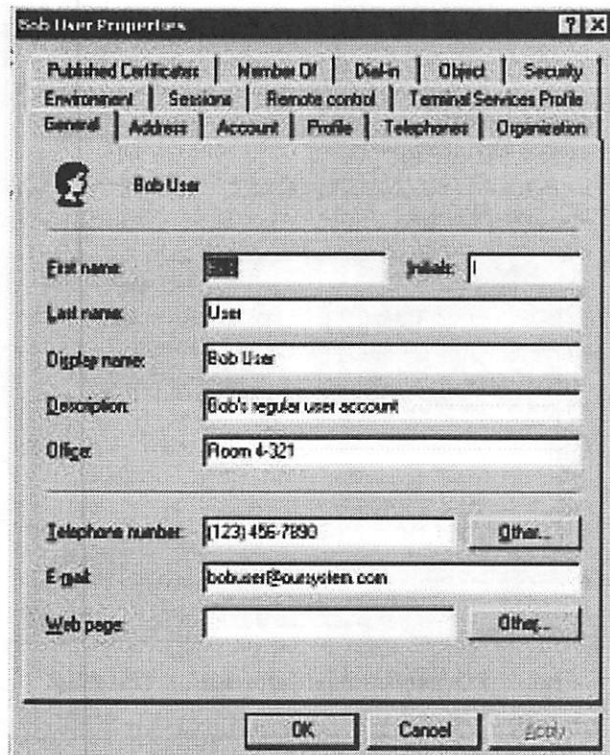 Bob User Properties
Published Certificates Member Of Dial-in Object Security
Environment Sessions Remote control Terminal Services Profile
General Address Account Profile Telephones Organization
Bob User
First name: Initials:
Last name: User
Display name: Bob User
Description: Bob's regular user account
Office: Room 4-321
Telephone number: (123) 456-7890 Other...
E-mail: bobuser@oursystem.com
Web page: Other...
OK Cancel Apply